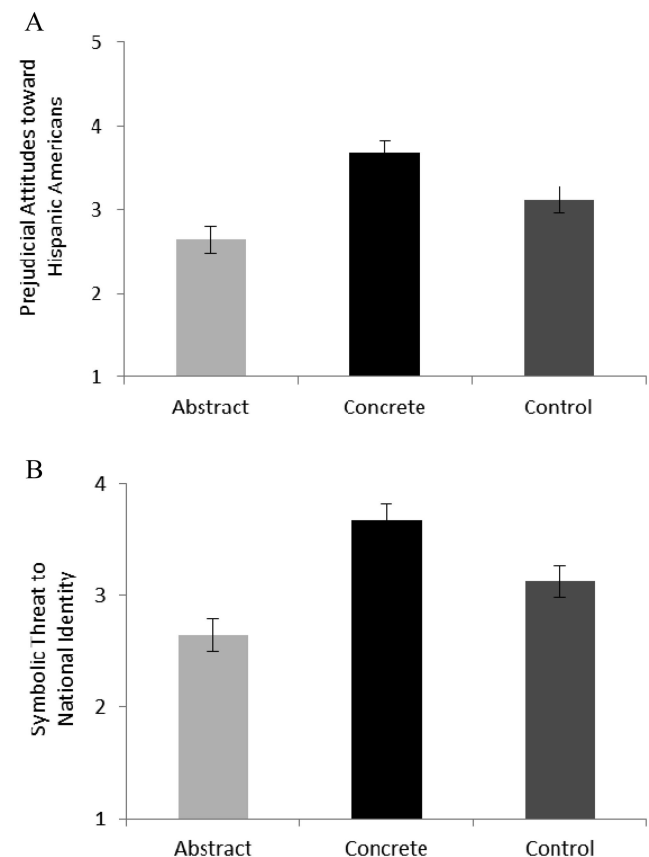 A
5
4
3
2
1
Prejudicial Attitudes toward
Hispanic Americans
Abstract
Concrete
Control
B
4
3
2
1
Symbolic Threat to
National Identity
Abstract
Concrete
Control